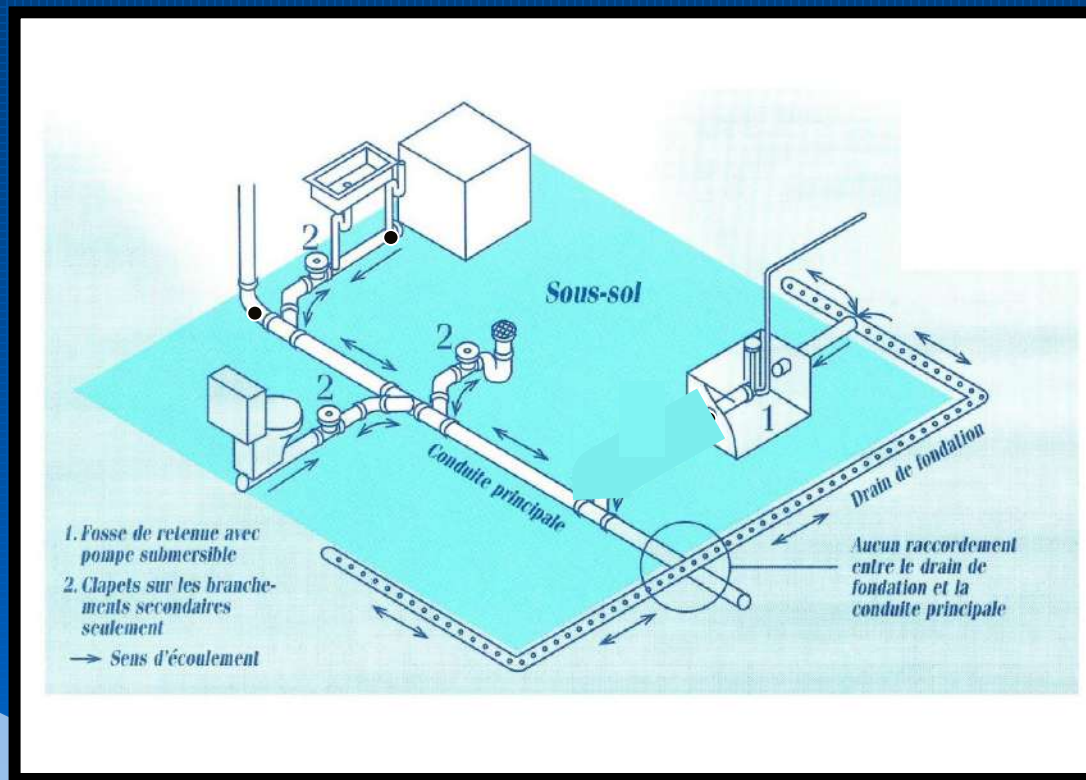 2
Sous-sol
2
2
1
Conduite principale
Drain de fondation
1. Fosse de retenue avec
pompe submersible
2. Clapets sur les branche-
ments secondaires
seulement
→ Sens d'écoulement
Aucun raccordement
entre le drain de
fondation et la
conduite principale